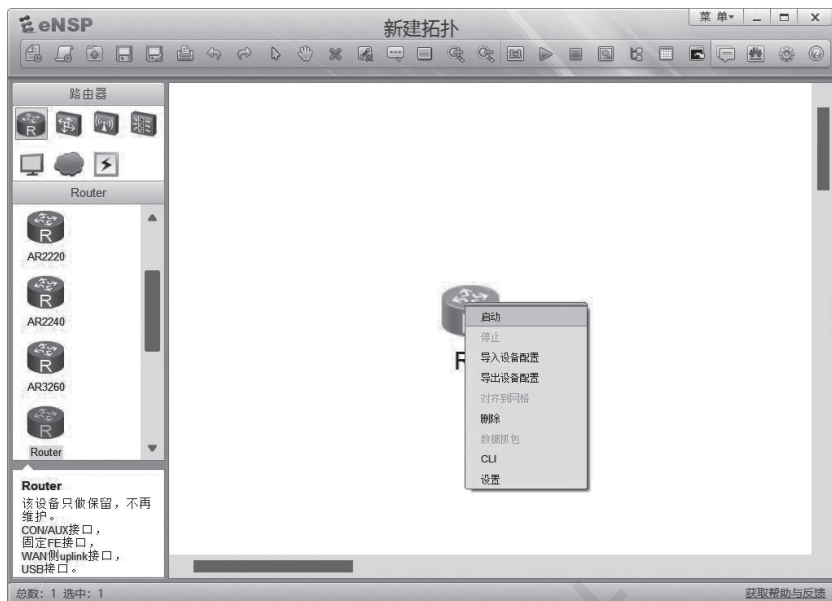 eNSP
新建拓扑
菜 单
路由器
R
Router
R
AR2220
R
AR2240
R
AR3260
R
Router
Router
该设备只做保留，不再
维护。
CON/AUX接口，
固定FE接口，
WAN侧uplink接口，
USB接口。
R
启动
停止
导入设备配置
导出设备配置
对齐到网格
删除
数据抓包
CLI
设置
总数：1 选中：1
获取帮助与反馈